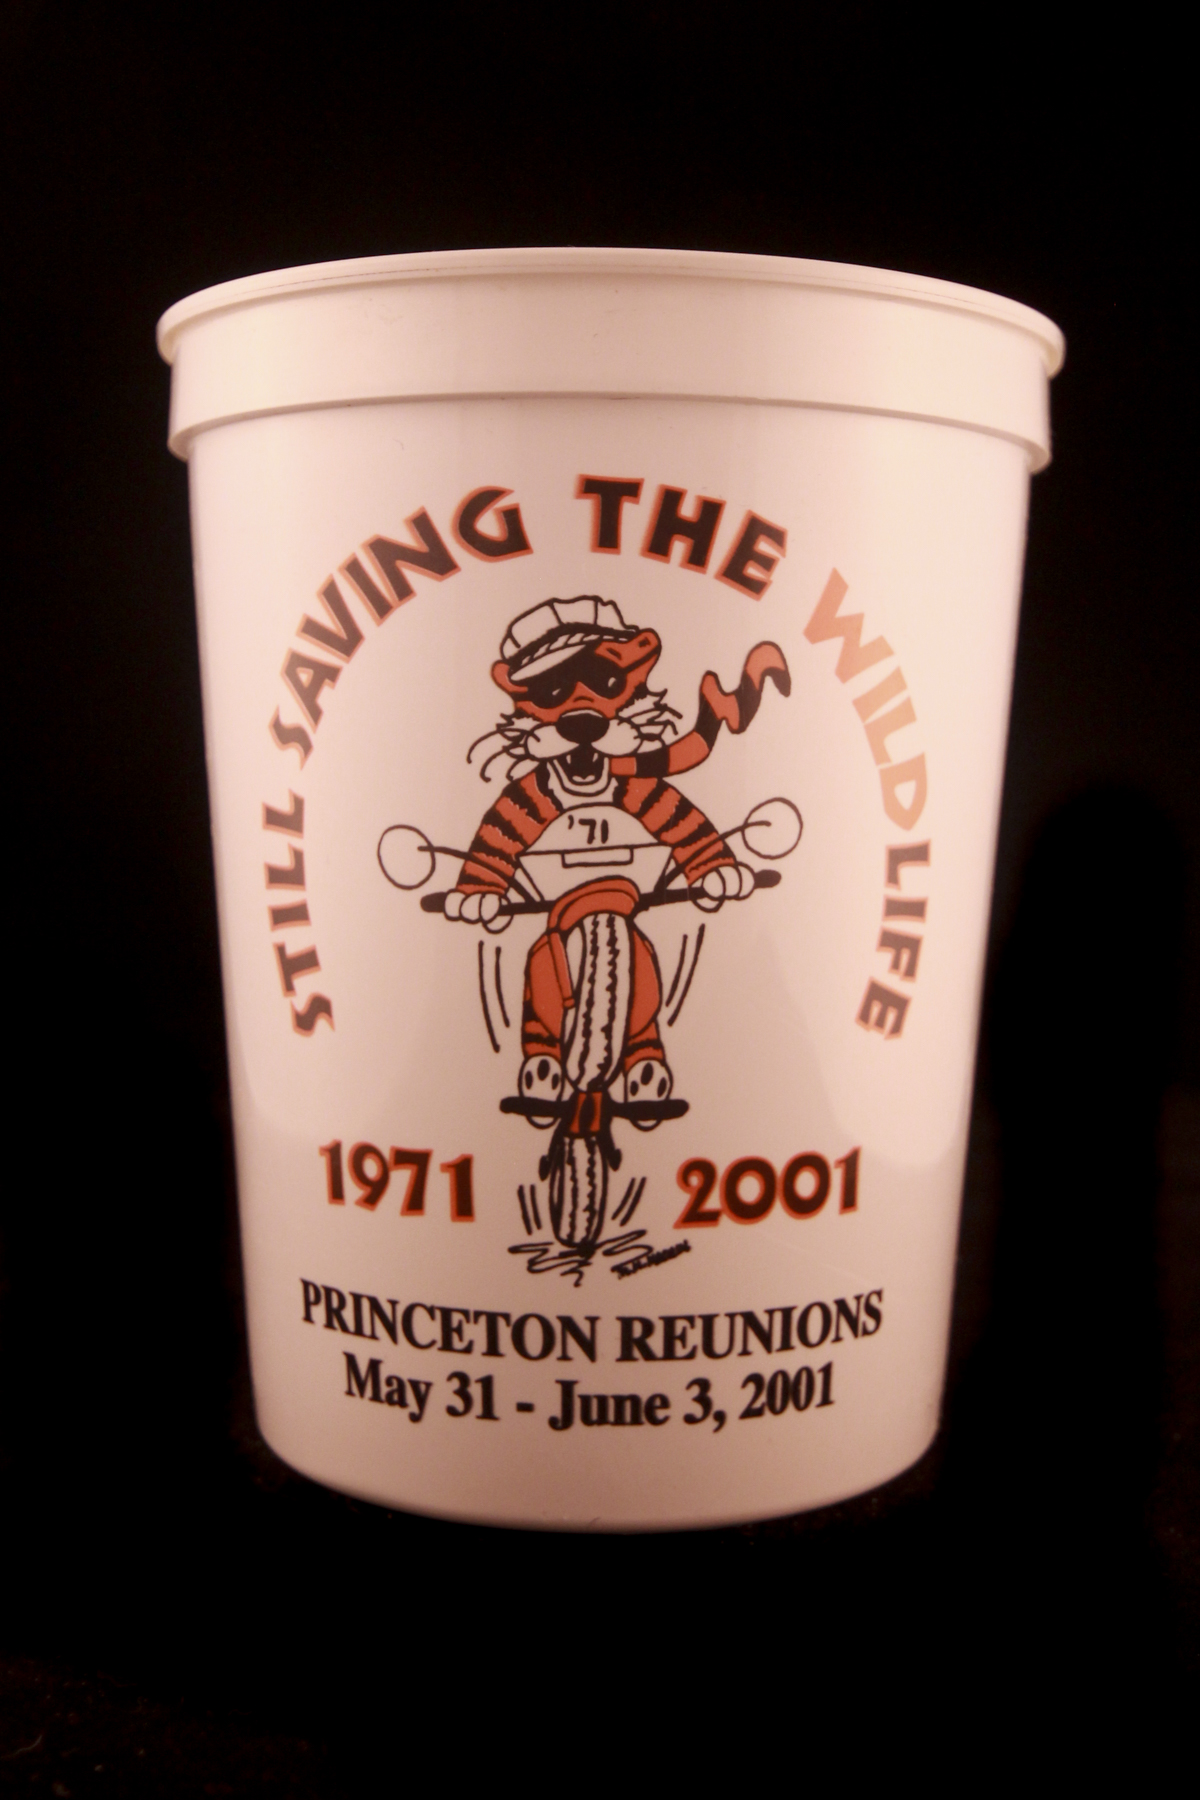 STILL SAVING THE WILDLIFE
'71
1971 2001
PRINCETON REUNIONS
May 31 - June 3, 2001